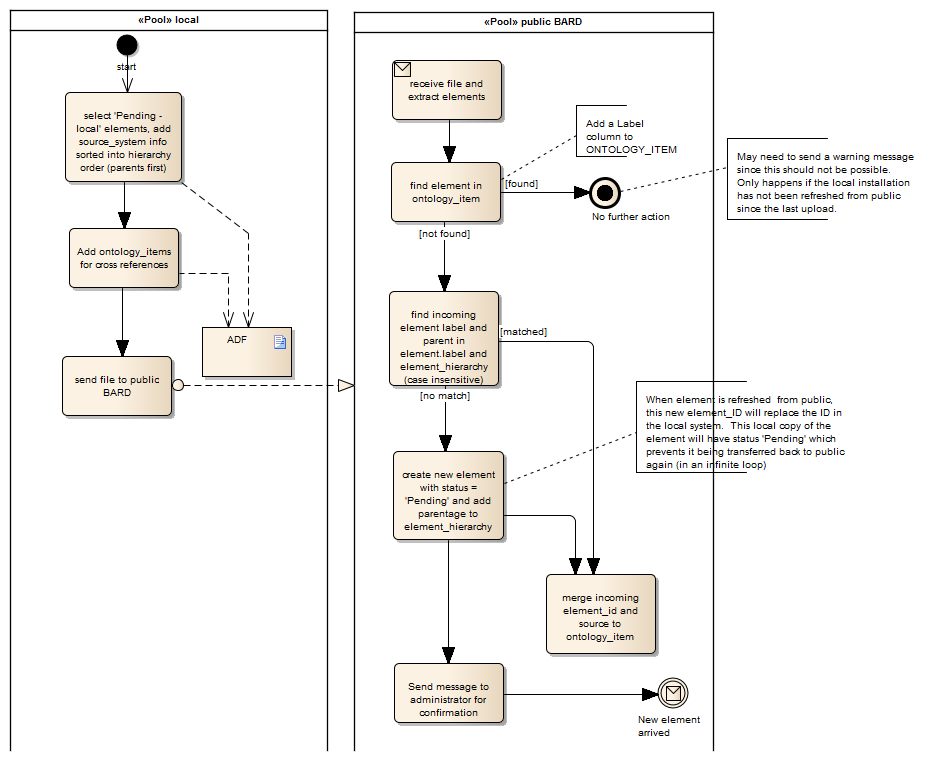 «Pool» local
start
select 'Pending -
local' elements, add
source_system info
sorted into hierarchy
order (parents first)
Add ontology_items
for cross references
ADF
send file to public
BARD
«Pool» public BARD
receive file and
extract elements
Add a Label
column to
ONTOLOGY_ITEM
May need to send a warning message
since this should not be possible.
Only happens if the local installation
has not been refreshed from public
since the last upload.
find element in
ontology_item
[found]
No further action
[not found]
find incoming
element label and
parent in
element.label and
element_hierarchy
(case insensitive)
[matched]
[no match]
When element is refreshed  from public,
this new element_ID will replace the ID in
the local system.  This local copy of the
element will have status 'Pending' which
prevents it being transferred back to public
again (in an infinite loop)
create new element
with status =
'Pending' and add
parentage to
element_hierarchy
merge incoming
element_id and
source to
ontology_item
Send message to
administrator for
confirmation
New element
arrived